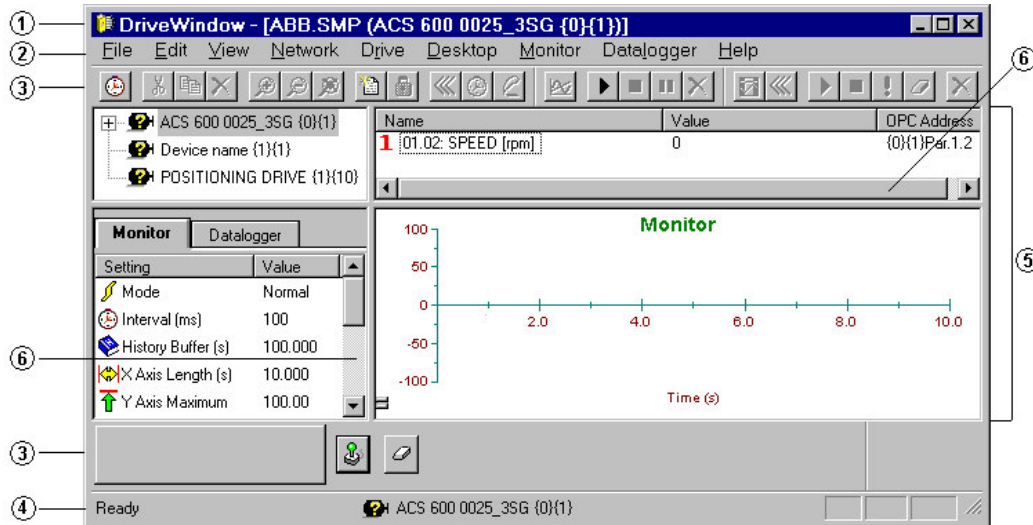 ① DriveWindow - [ABB.SMP (ACS 600 0025_3SG {0}{1})]
② File Edit View Network Drive Desktop Monitor Datalogger Help
③
⑥
ACS 600 0025_3SG {0}{1}
Device name {1}{1}
POSITIONING DRIVE {1}{10}
Name Value OPC Address
1 01.02: SPEED [rpm] 0 {0}{1}Par.1.2
⑤
Monitor Datalogger
Setting Value
Mode Normal
Interval (ms) 100
History Buffer (s) 100.000
⑥
X Axis Length (s) 10.000
Y Axis Maximum 100.00
Monitor
100
50
0
-50
-100
2.0 4.0 6.0 8.0 10.0
Time (s)
③
④ Ready ACS 600 0025_3SG {0}{1}